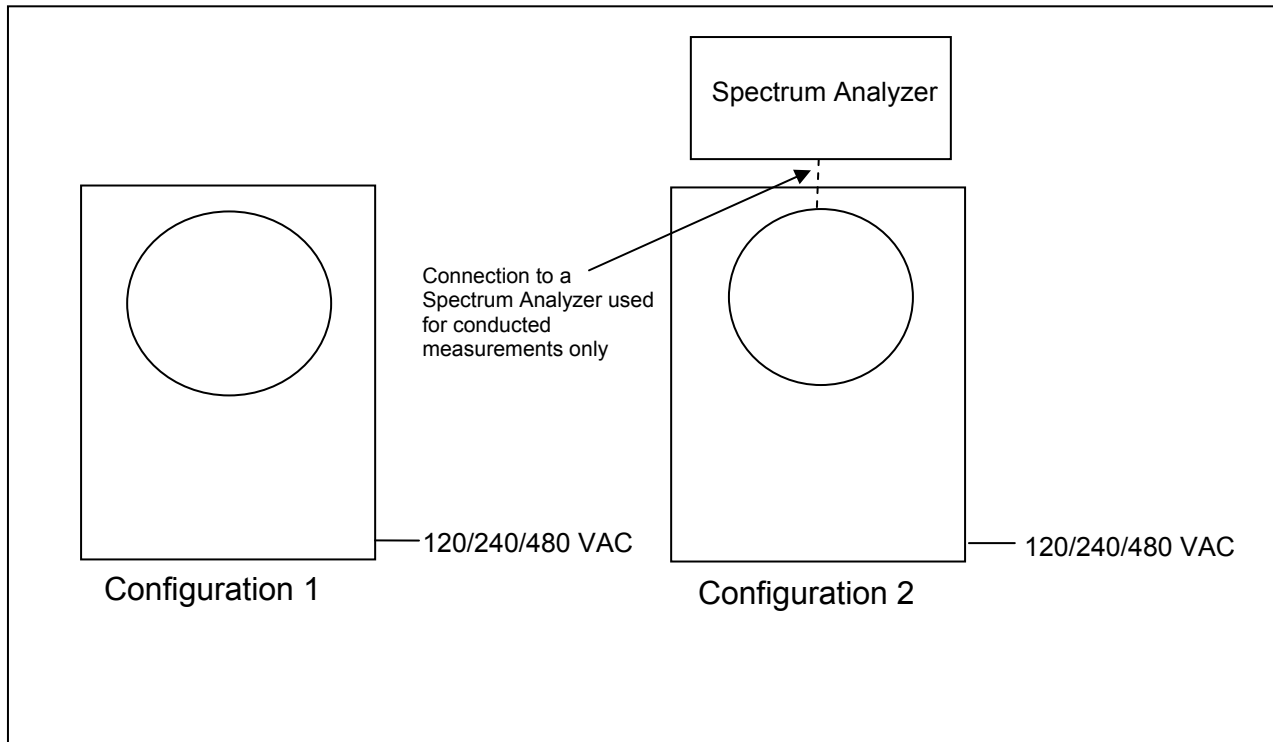 Spectrum Analyzer
Connection to a
Spectrum Analyzer used
for conducted
measurements only
120/240/480 VAC
Configuration 1
120/240/480 VAC
Configuration 2